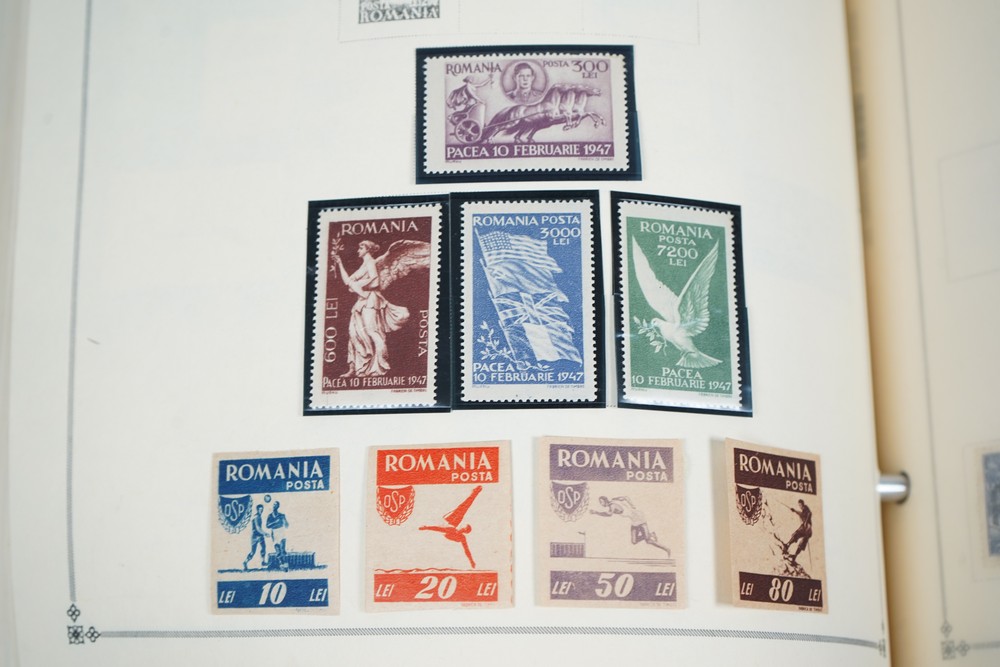 POSTA
ROMANIA
ROMANIA POSTA 300
LEI
PACEA 10 FEBRUARIE 1947
ROMANIA
600 LEI
POSTA
PACEA 10 FEBRUARIE 1947
ROMANIA POSTA
3000
LEI
PACEA
10 FEBRUARIE 1947
ROMANIA
POSTA
7200
LEI
PACEA
10 FEBRUARIE 1947
ROMANIA
POSTA
OSP
LEI 10 LEI
ROMANIA
POSTA
OSP
LEI 20 LEI
ROMANIA
POSTA
OSP
LEI 50 LEI
ROMANIA
POSTA
OSP
LEI 80 LEI